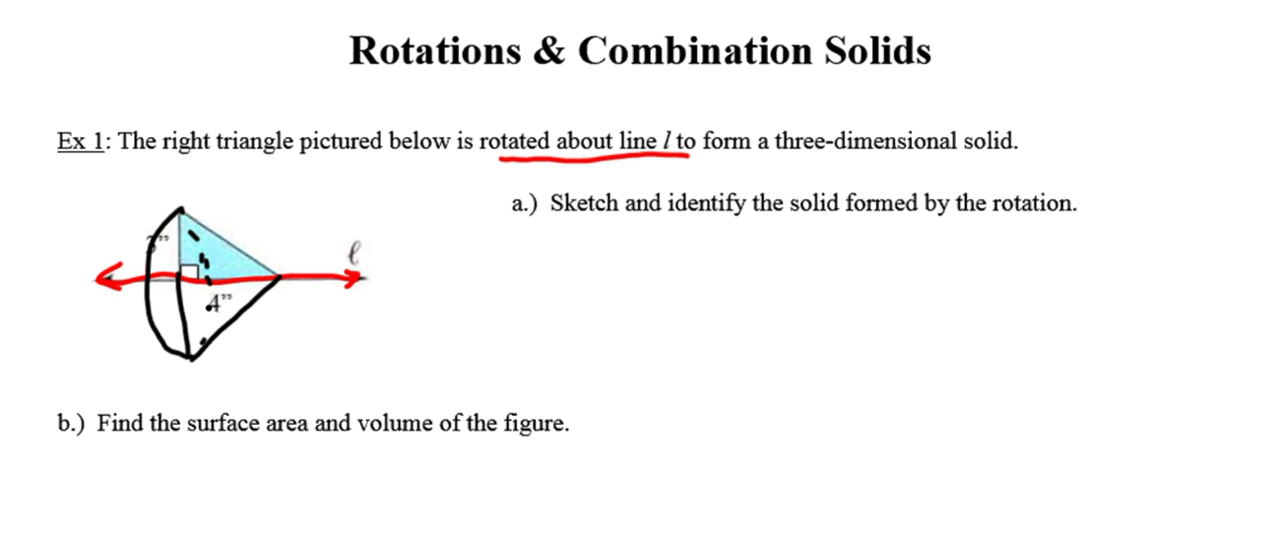 Rotations & Combination Solids
Ex 1: The right triangle pictured below is rotated about line l to form a three-dimensional solid.
a.) Sketch and identify the solid formed by the rotation.
ℓ
4”
b.) Find the surface area and volume of the figure.